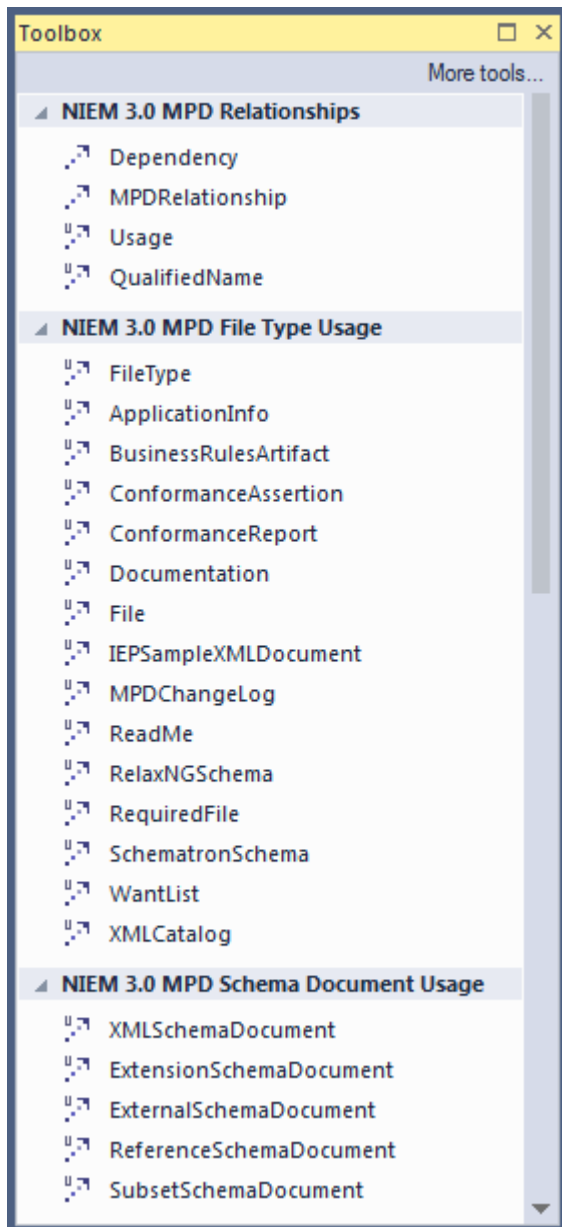 Toolbox
More tools...
NIEM 3.0 MPD Relationships
Dependency
MPDRelationship
Usage
QualifiedName
NIEM 3.0 MPD File Type Usage
FileType
ApplicationInfo
BusinessRulesArtifact
ConformanceAssertion
ConformanceReport
Documentation
File
IEPSampleXMLDocument
MPDChangeLog
ReadMe
RelaxNGSchema
RequiredFile
SchematronSchema
WantList
XMLCatalog
NIEM 3.0 MPD Schema Document Usage
XMLSchemaDocument
ExtensionSchemaDocument
ExternalSchemaDocument
ReferenceSchemaDocument
SubsetSchemaDocument